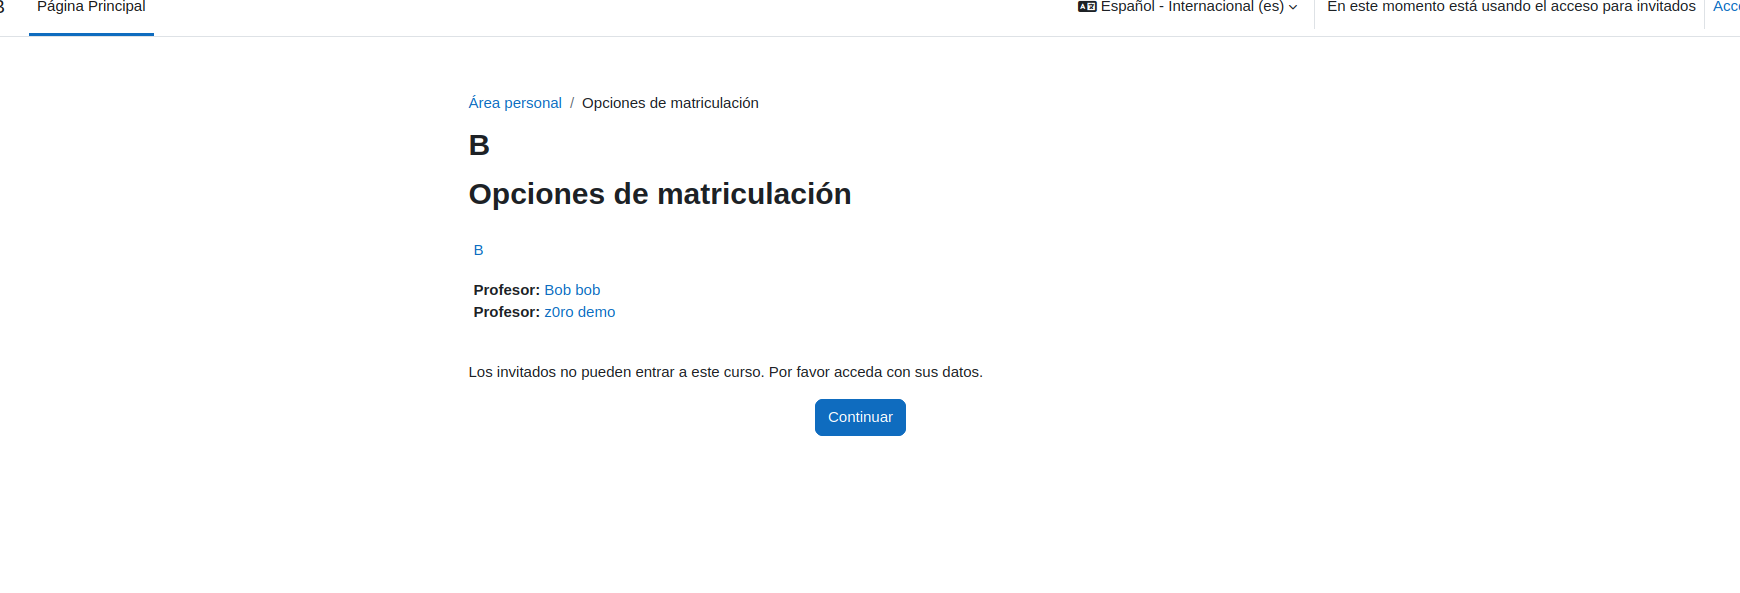 Página Principal
Español - Internacional (es)
En este momento está usando el acceso para invitados
Área personal / Opciones de matriculación
B
Opciones de matriculación
B
Profesor: Bob bob
Profesor: z0ro demo
Los invitados no pueden entrar a este curso. Por favor acceda con sus datos.
Continuar